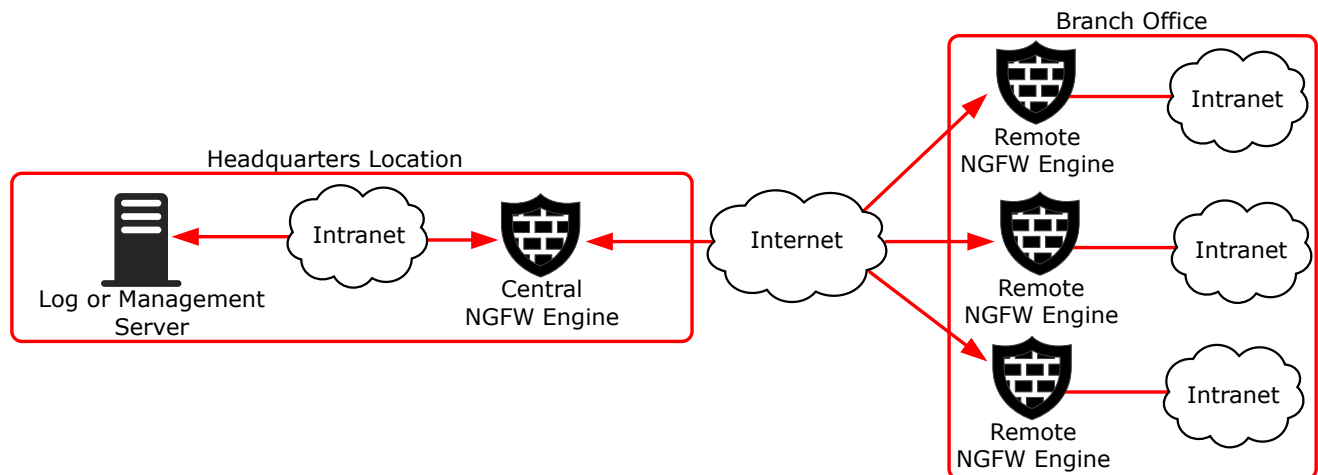 Branch Office
Intranet
Remote
NGFW Engine
Headquarters Location
Intranet
Internet
Intranet
Log or Management
Server
Central
NGFW Engine
Remote
NGFW Engine
Intranet
Remote
NGFW Engine